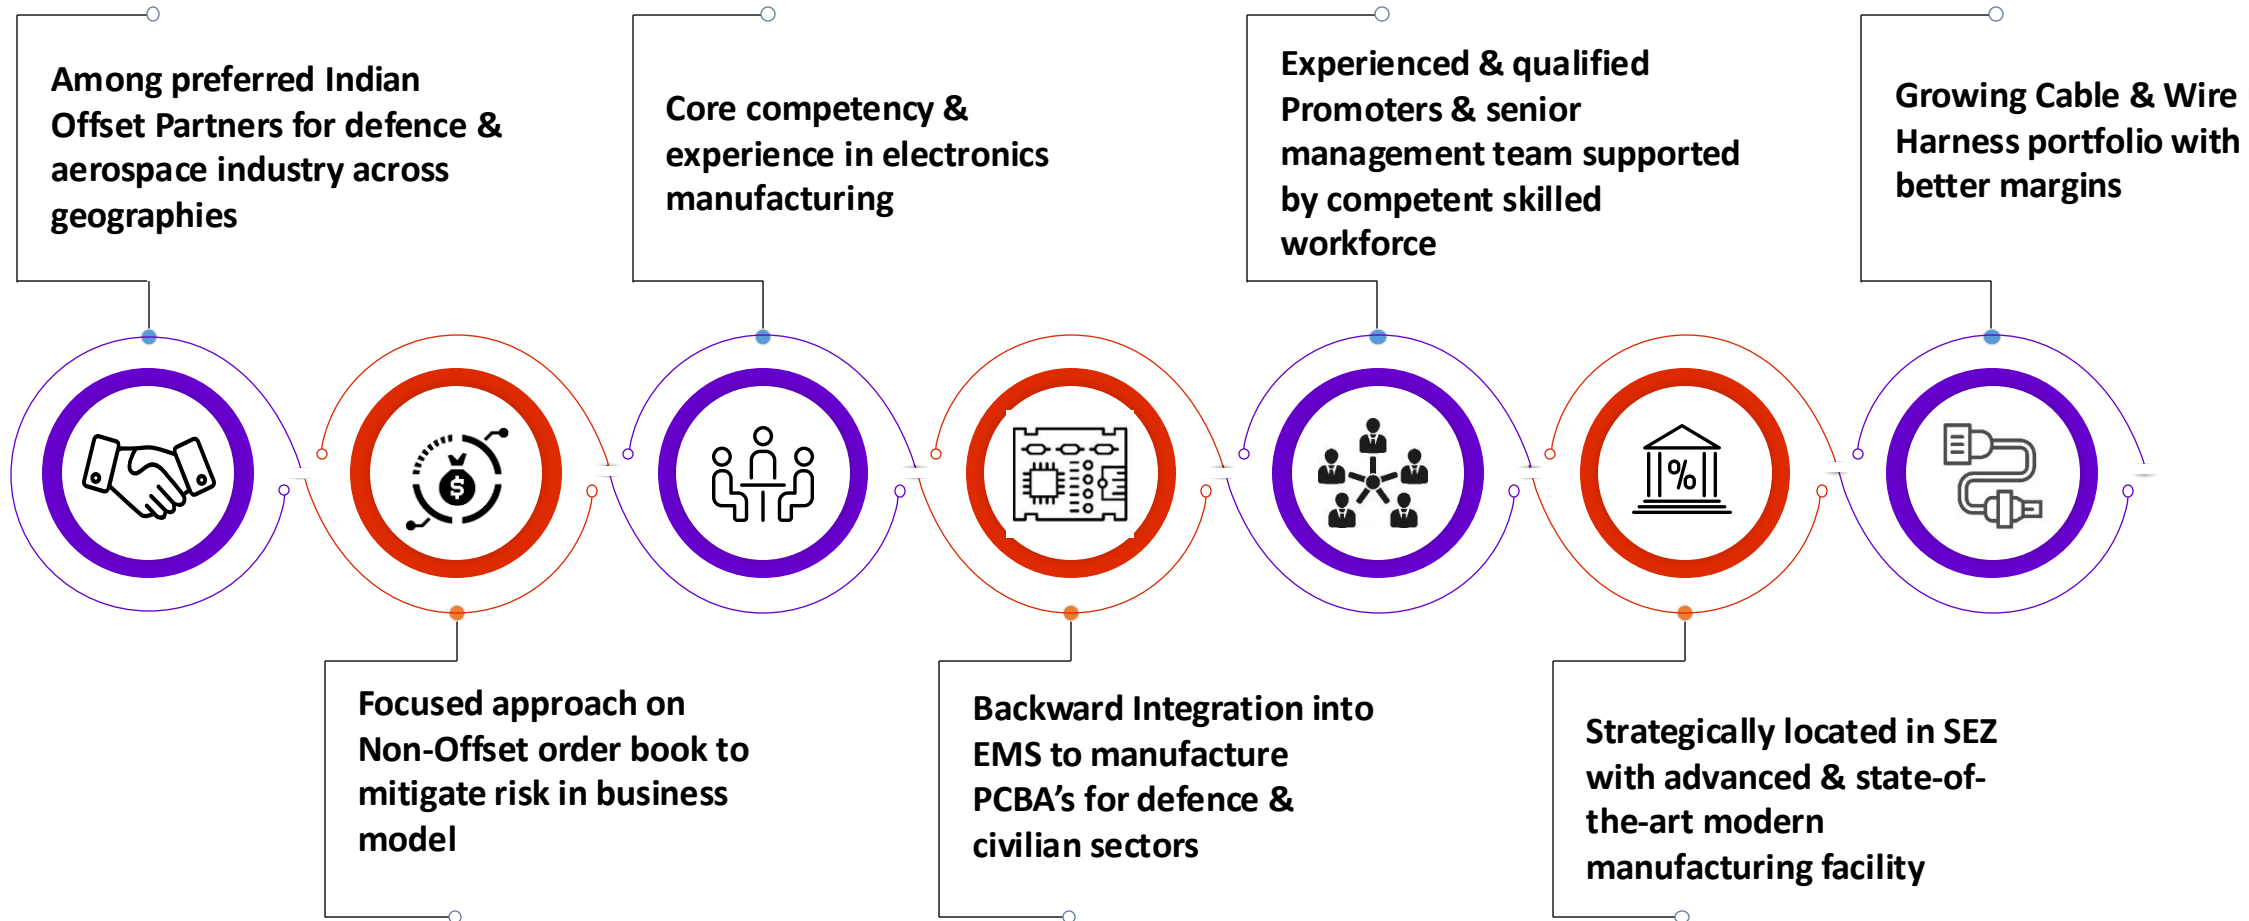 Among preferred Indian
Offset Partners for defence &
aerospace industry across
geographies
Focused approach on
Non-Offset order book to
mitigate risk in business
model
Core competency &
experience in electronics
manufacturing
Backward Integration into
EMS to manufacture
PCBA’s for defence &
civilian sectors
Experienced & qualified
Promoters & senior
management team supported
by competent skilled
workforce
Strategically located in SEZ
with advanced & state-of-
the-art modern
manufacturing facility
Growing Cable & Wire
Harness portfolio with
better margins
$
%